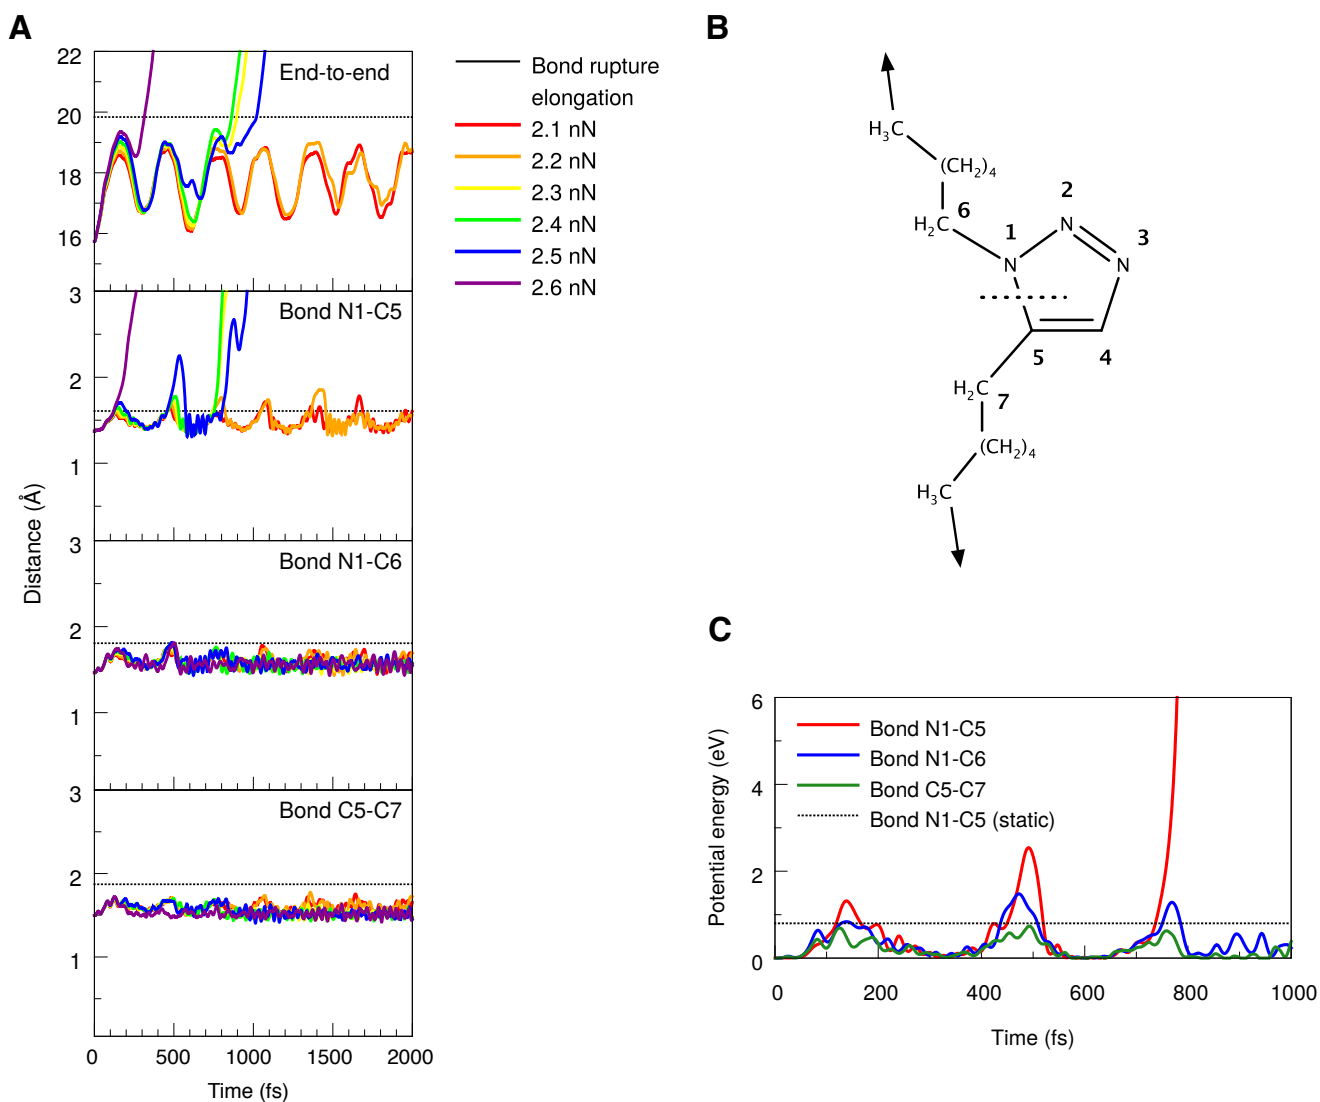 A
22
20
18
16
End-to-end
Bond rupture
elongation
2.1 nN
2.2 nN
2.3 nN
2.4 nN
2.5 nN
2.6 nN
3
2
1
Bond N1-C5
3
2
1
Bond N1-C6
3
2
1
Bond C5-C7
Distance (Å)
0 500 1000 1500 2000
Time (fs)
B
H3C
(CH2)4
2
6
H2C
1
N
3
N
N
5
4
H2C
7
(CH2)4
H3C
C
6
4
2
0
Potential energy (eV)
Bond N1-C5
Bond N1-C6
Bond C5-C7
Bond N1-C5 (static)
0 200 400 600 800 1000
Time (fs)